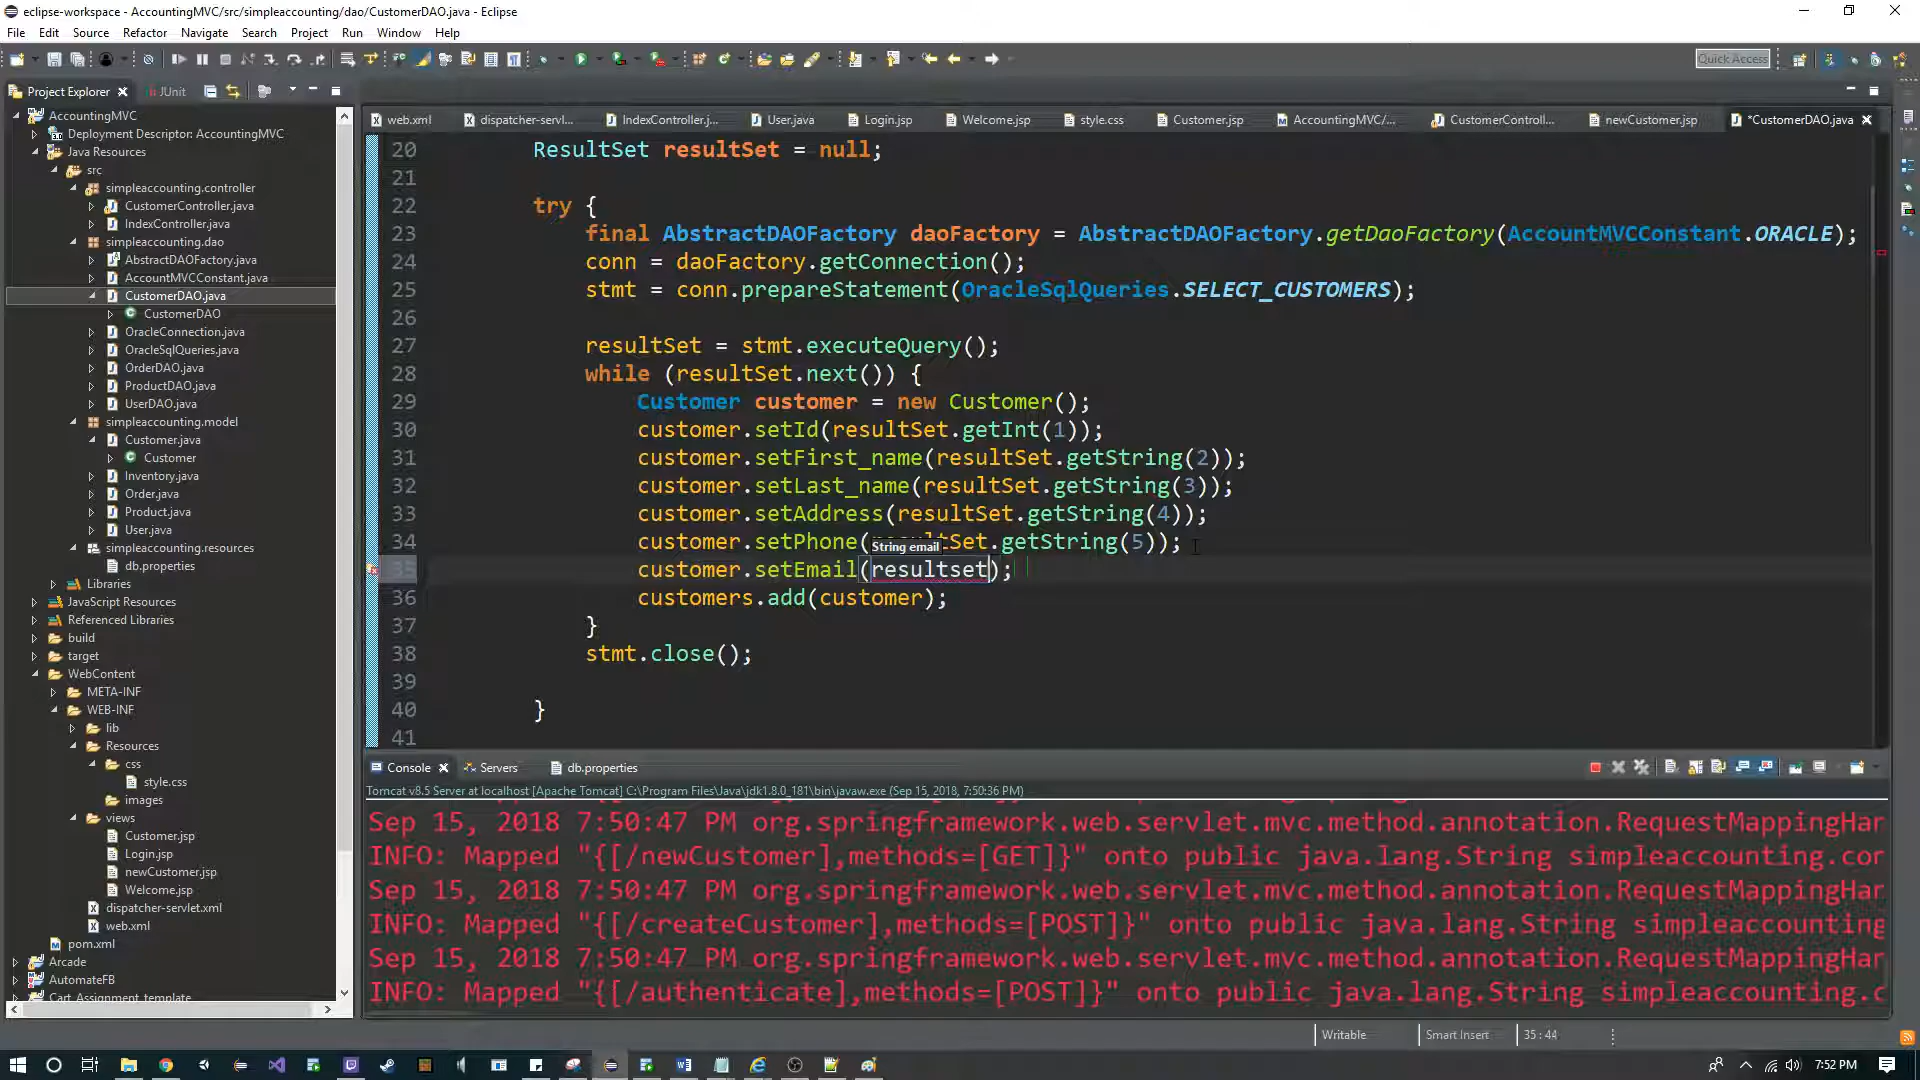 eclipse-workspace - AccountingMVC/src/simpleaccounting/dao/CustomerDAO.java - Eclipse
File Edit Source Refactor Navigate Search Project Run Window Help
Quick Access
Project Explorer
JUnit
web.xml
dispatcher-servl...
IndexController.j...
User.java
Login.jsp
Welcome.jsp
style.css
Customer.jsp
AccountingMVC/...
CustomerControll...
newCustomer.jsp
*CustomerDAO.java
AccountingMVC
Deployment Descriptor: AccountingMVC
Java Resources
src
simpleaccounting.controller
CustomerController.java
IndexController.java
simpleaccounting.dao
AbstractDAOFactory.java
AccountMVCConstant.java
CustomerDAO.java
CustomerDAO
OracleConnection.java
OracleSqlQueries.java
OrderDAO.java
ProductDAO.java
UserDAO.java
simpleaccounting.model
Customer.java
Customer
Inventory.java
Order.java
Product.java
User.java
simpleaccounting.resources
db.properties
Libraries
JavaScript Resources
Referenced Libraries
build
target
WebContent
META-INF
WEB-INF
lib
Resources
css
style.css
images
views
Customer.jsp
Login.jsp
newCustomer.jsp
Welcome.jsp
dispatcher-servlet.xml
web.xml
pom.xml
Arcade
AutomateFB
Cart_Assignment_template
20 ResultSet resultSet = null;
21
22 try {
23 final AbstractDAOFactory daoFactory = AbstractDAOFactory.getDaoFactory(AccountMVCConstant.ORACLE);
24 conn = daoFactory.getConnection();
25 stmt = conn.prepareStatement(OracleSqlQueries.SELECT_CUSTOMERS);
26
27 resultSet = stmt.executeQuery();
28 while (resultSet.next()) {
29 Customer customer = new Customer();
30 customer.setId(resultSet.getInt(1));
31 customer.setFirst_name(resultSet.getString(2));
32 customer.setLast_name(resultSet.getString(3));
33 customer.setAddress(resultSet.getString(4));
34 customer.setPhone(resultSet.getString(5));
String email
35 customer.setEmail(resultset);
36 customers.add(customer);
37 }
38 stmt.close();
39
40 }
41
Console
Servers
db.properties
Tomcat v8.5 Server at localhost [Apache Tomcat] C:\Program Files\Java\jdk1.8.0_181\bin\javaw.exe (Sep 15, 2018, 7:50:36 PM)
Sep 15, 2018 7:50:47 PM org.springframework.web.servlet.mvc.method.annotation.RequestMappingHar
INFO: Mapped "{[/newCustomer],methods=[GET]}" onto public java.lang.String simpleaccounting.cor
Sep 15, 2018 7:50:47 PM org.springframework.web.servlet.mvc.method.annotation.RequestMappingHar
INFO: Mapped "{[/createCustomer],methods=[POST]}" onto public java.lang.String simpleaccounting
Sep 15, 2018 7:50:47 PM org.springframework.web.servlet.mvc.method.annotation.RequestMappingHar
INFO: Mapped "{[/authenticate],methods=[POST]}" onto public java.lang.String simpleaccounting.c
Writable
Smart Insert
35 : 44
7:52 PM